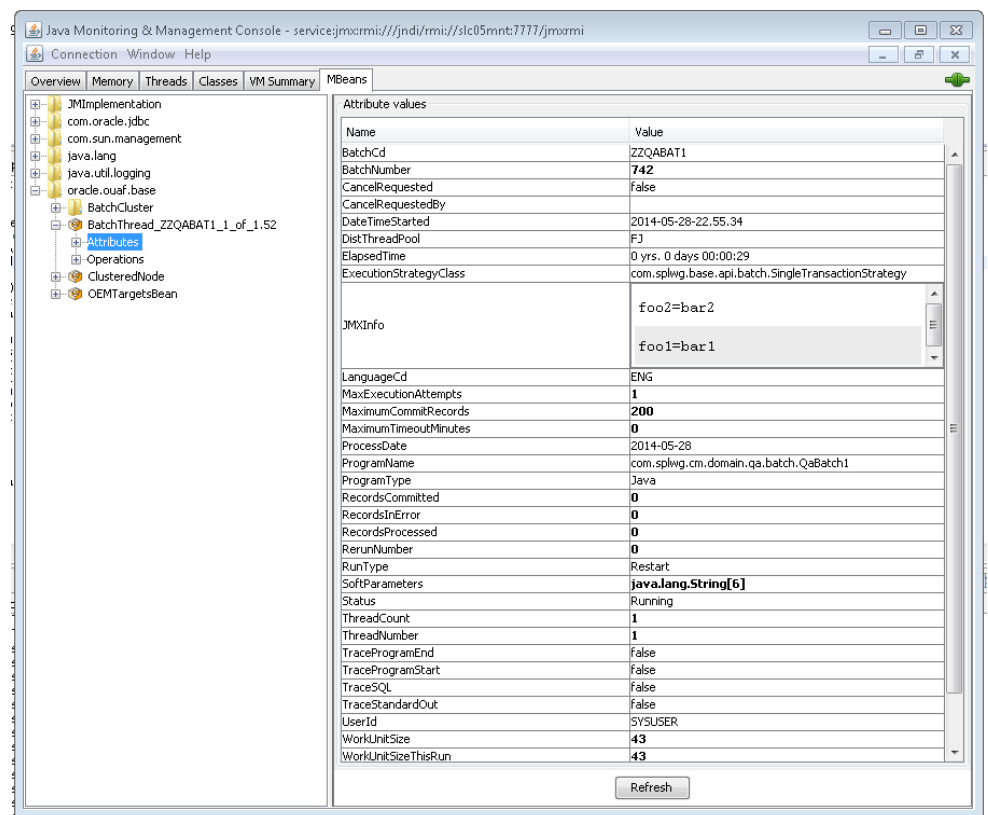 Java Monitoring & Management Console - service:jmx:rmi:///jndi/rmi://slc05mnt:7777/jmxrmi
Connection Window Help
Overview Memory Threads Classes VM Summary MBeans
JMImplementation
com.oracle.jdbc
com.sun.management
java.lang
java.util.logging
oracle.ouaf.base
BatchCluster
BatchThread_ZZQABAT1_1_of_1.52
Attributes
Operations
ClusteredNode
OEMTargetsBean
Attribute values
Name Value
BatchCd ZZQABAT1
BatchNumber 742
CancelRequested false
CancelRequestedBy
DateTimeStarted 2014-05-28-22.55.34
DistThreadPool FJ
ElapsedTime 0 yrs. 0 days 00:00:29
ExecutionStrategyClass com.splwg.base.api.batch.SingleTransactionStrategy
JMXInfo
foo2=bar2
foo1=bar1
LanguageCd ENG
MaxExecutionAttempts 1
MaximumCommitRecords 200
MaximumTimeoutMinutes 0
ProcessDate 2014-05-28
ProgramName com.splwg.cm.domain.qa.batch.QaBatch1
ProgramType Java
RecordsCommitted 0
RecordsInError 0
RecordsProcessed 0
RerunNumber 0
RunType Restart
SoftParameters java.lang.String[6]
Status Running
ThreadCount 1
ThreadNumber 1
TraceProgramEnd false
TraceProgramStart false
TraceSQL false
TraceStandardOut false
UserId SYSUSER
WorkUnitSize 43
WorkUnitSizeThisRun 43
Refresh